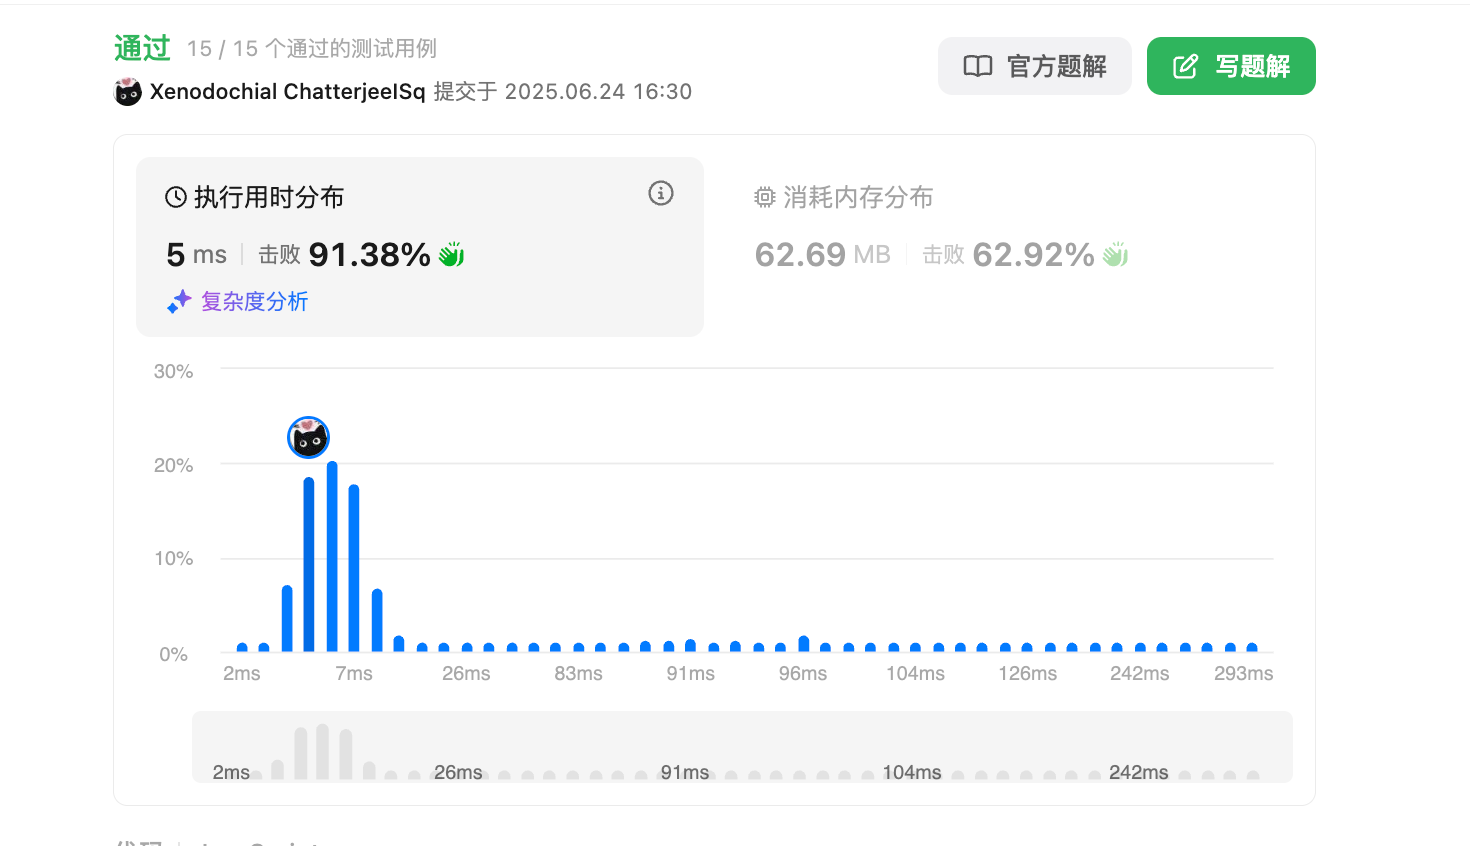 通过 15 / 15 个通过的测试用例
官方题解
写题解
Xenodochial ChatterjeeISq 提交于 2025.06.24 16:30
执行用时分布
5 ms 击败 91.38%
复杂度分析
消耗内存分布
62.69 MB 击败 62.92%
30%
20%
10%
0%
2ms 7ms 26ms 83ms 91ms 96ms 104ms 126ms 242ms 293ms
2ms 26ms 91ms 104ms 242ms